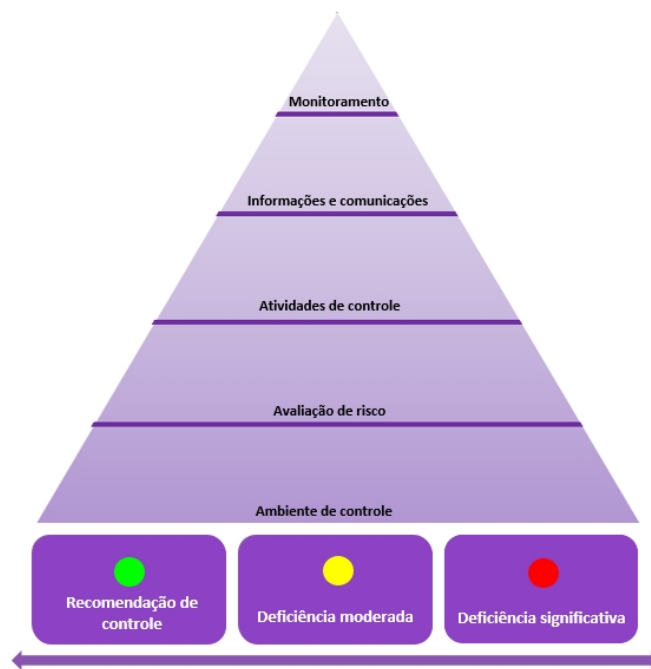 Monitoramento
Informações e comunicações
Atividades de controle
Avaliação de risco
Ambiente de controle
Recomendação de
controle
Deficiência moderada
Deficiência significativa